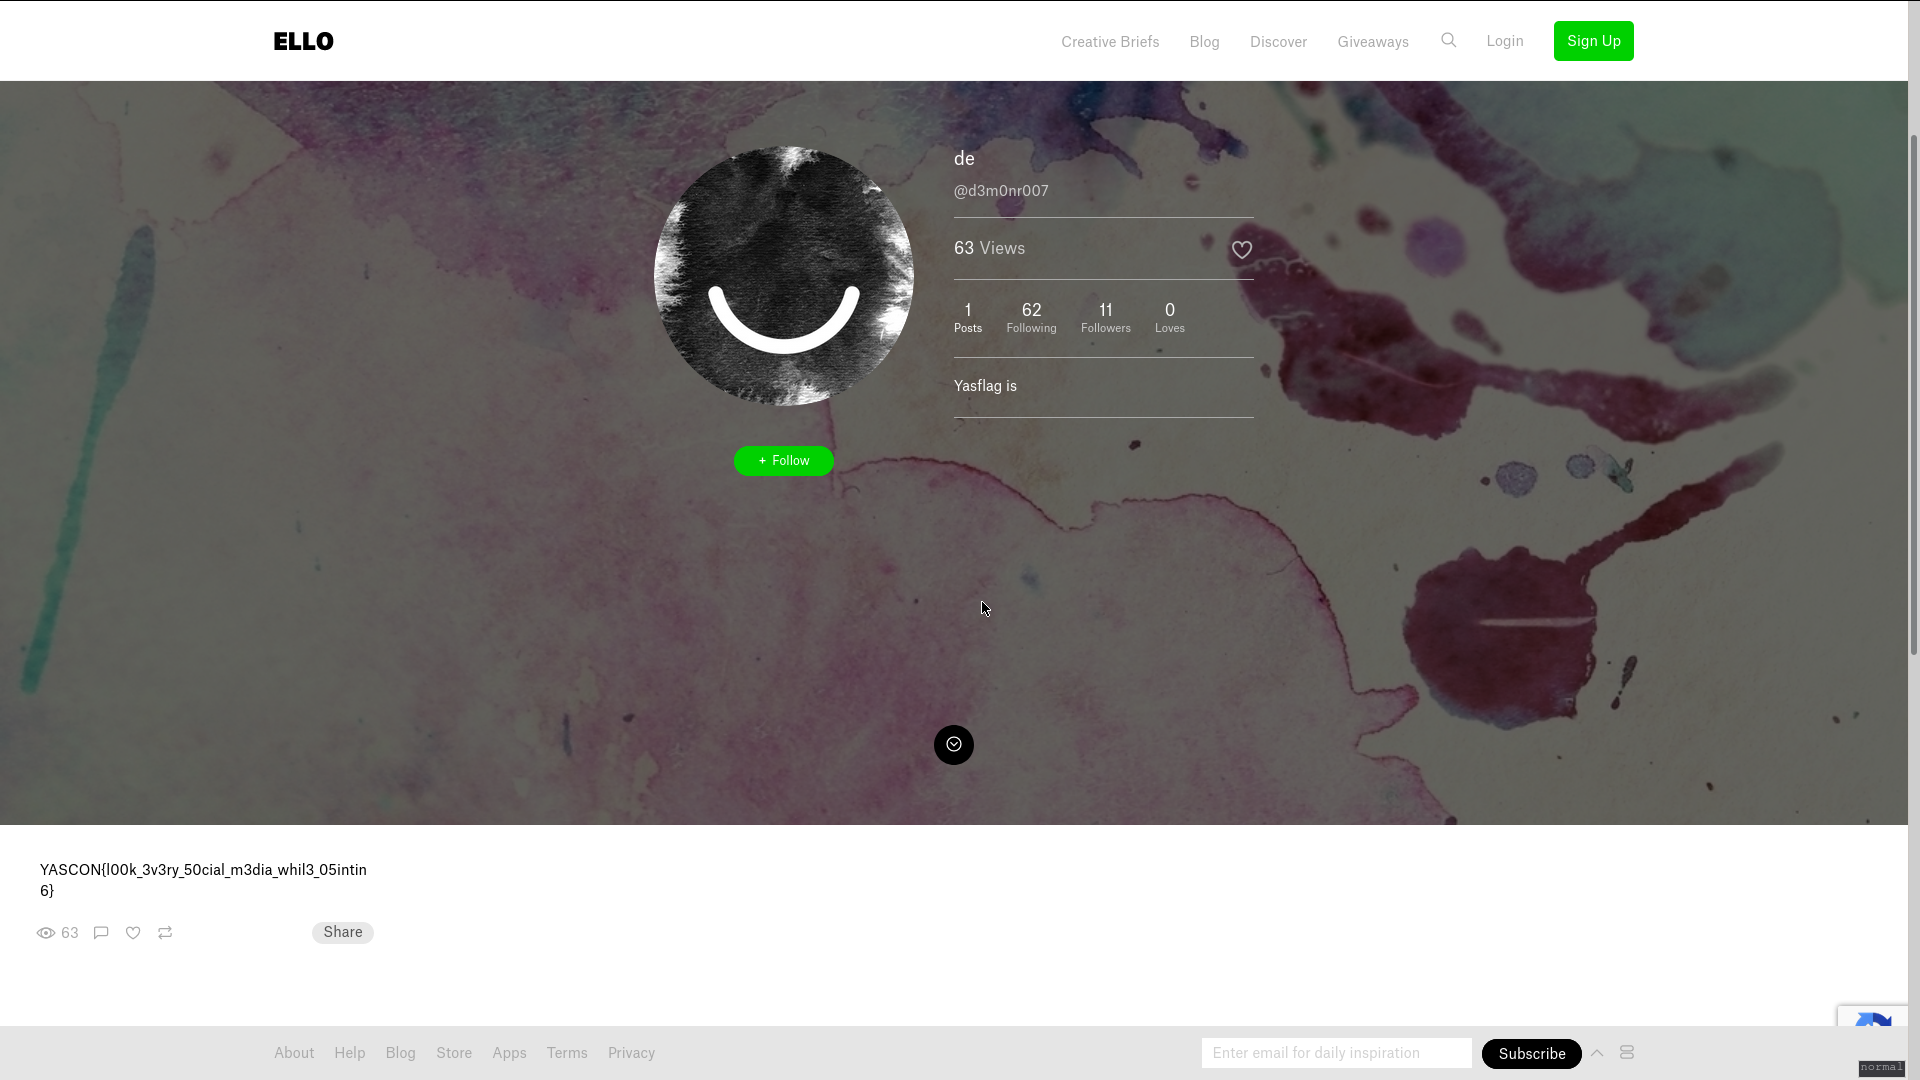 ELLO
Creative Briefs Blog Discover Giveaways Login Sign Up
de
@d3m0nr007
63 Views
1 62 11 0
Posts Following Followers Loves
Yasflag is
+ Follow
YASCON{l00k_3v3ry_50cial_m3dia_whil3_05intin
6}
63 Share
About Help Blog Store Apps Terms Privacy Enter email for daily inspiration Subscribe
normal